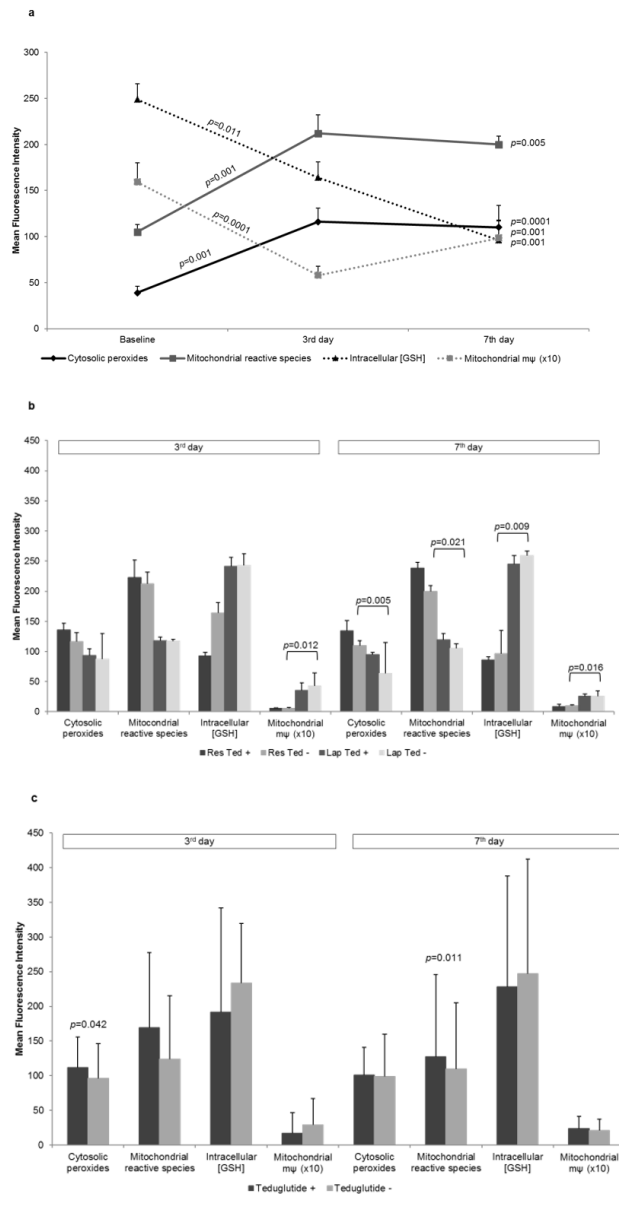 a
Mean Fluorescence Intensity
300
250
200
150
100
50
0
p=0.011
p=0.001
p=0.0001
p=0.001
p=0.005
p=0.0001
p=0.001
p=0.001
Baseline
3rd day
7th day
Cytosolic peroxides
Mitochondrial reactive species
Intracellular [GSH]
Mitochondrial mψ (x10)
b
Mean Fluorescence Intensity
450
400
350
300
250
200
150
100
50
0
3rd day
7th day
p=0.012
p=0.005
p=0.021
p=0.009
p=0.016
Cytosolic peroxides
Mitocondrial reactive species
Intracellular [GSH]
Mitochondrial mψ (x10)
Cytosolic peroxides
Mitochondrial reactive species
Intracellular [GSH]
Mitochondrial mψ (x10)
Res Ted +
Res Ted -
Lap Ted +
Lap Ted -
c
Mean Fluorescence Intensity
450
400
350
300
250
200
150
100
50
0
3rd day
7th day
p=0.042
p=0.011
Cytosolic peroxides
Mitochondrial reactive species
Intracellular [GSH]
Mitochondrial mψ (x10)
Cytosolic peroxides
Mitochondrial reactive species
Intracellular [GSH]
Mitochondrial mψ (x10)
Teduglutide +
Teduglutide -